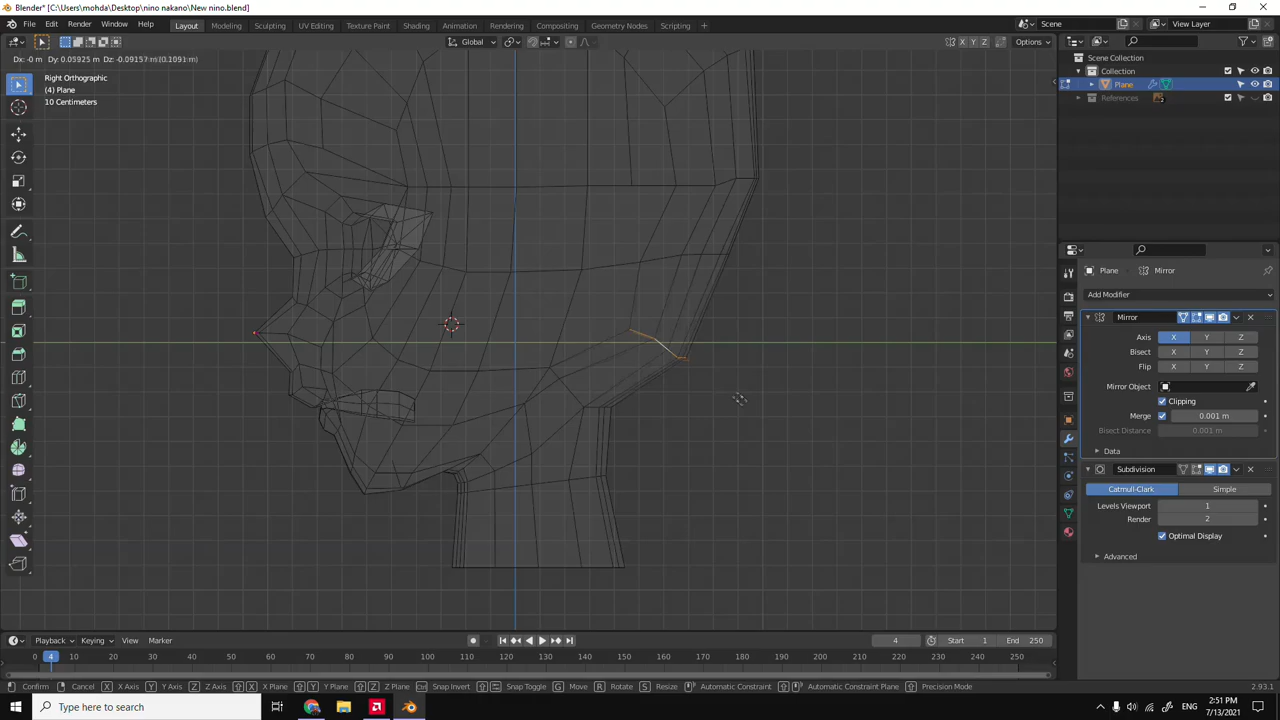 Blender* [C:\Users\mohda\Desktop\nino nakano\New nino.blend]
File Edit Render Window Help Layout Modeling Sculpting UV Editing Texture Paint Shading Animation Rendering Compositing Geometry Nodes Scripting + Scene View Layer
Global X Y Z Options
Dx: -0 m Dy: 0.05925 m Dz: -0.09157 m (0.1091 m)
Right Orthographic
(4) Plane
10 Centimeters
Scene Collection
Collection
Plane
References
Plane Mirror
Add Modifier
Mirror
Axis X Y Z
Bisect X Y Z
Flip X Y Z
Mirror Object
Clipping
Merge 0.001 m
Bisect Distance 0.001 m
Data
Subdivision
Catmull-Clark Simple
Levels Viewport 1
Render 2
Optimal Display
Advanced
Playback Keying View Marker 4 Start 1 End 250
0 4 10 20 30 40 50 60 70 80 90 100 110 120 130 140 150 160 170 180 190 200 210 220 230 240 250
Confirm Cancel X X Axis Y Y Axis Z Z Axis X X Plane Y Y Plane Z Z Plane Ctrl Snap Invert Snap Toggle G Move R Rotate S Resize Automatic Constraint Automatic Constraint Plane Precision Mode 2.93.1
Type here to search ENG 2:51 PM
7/13/2021